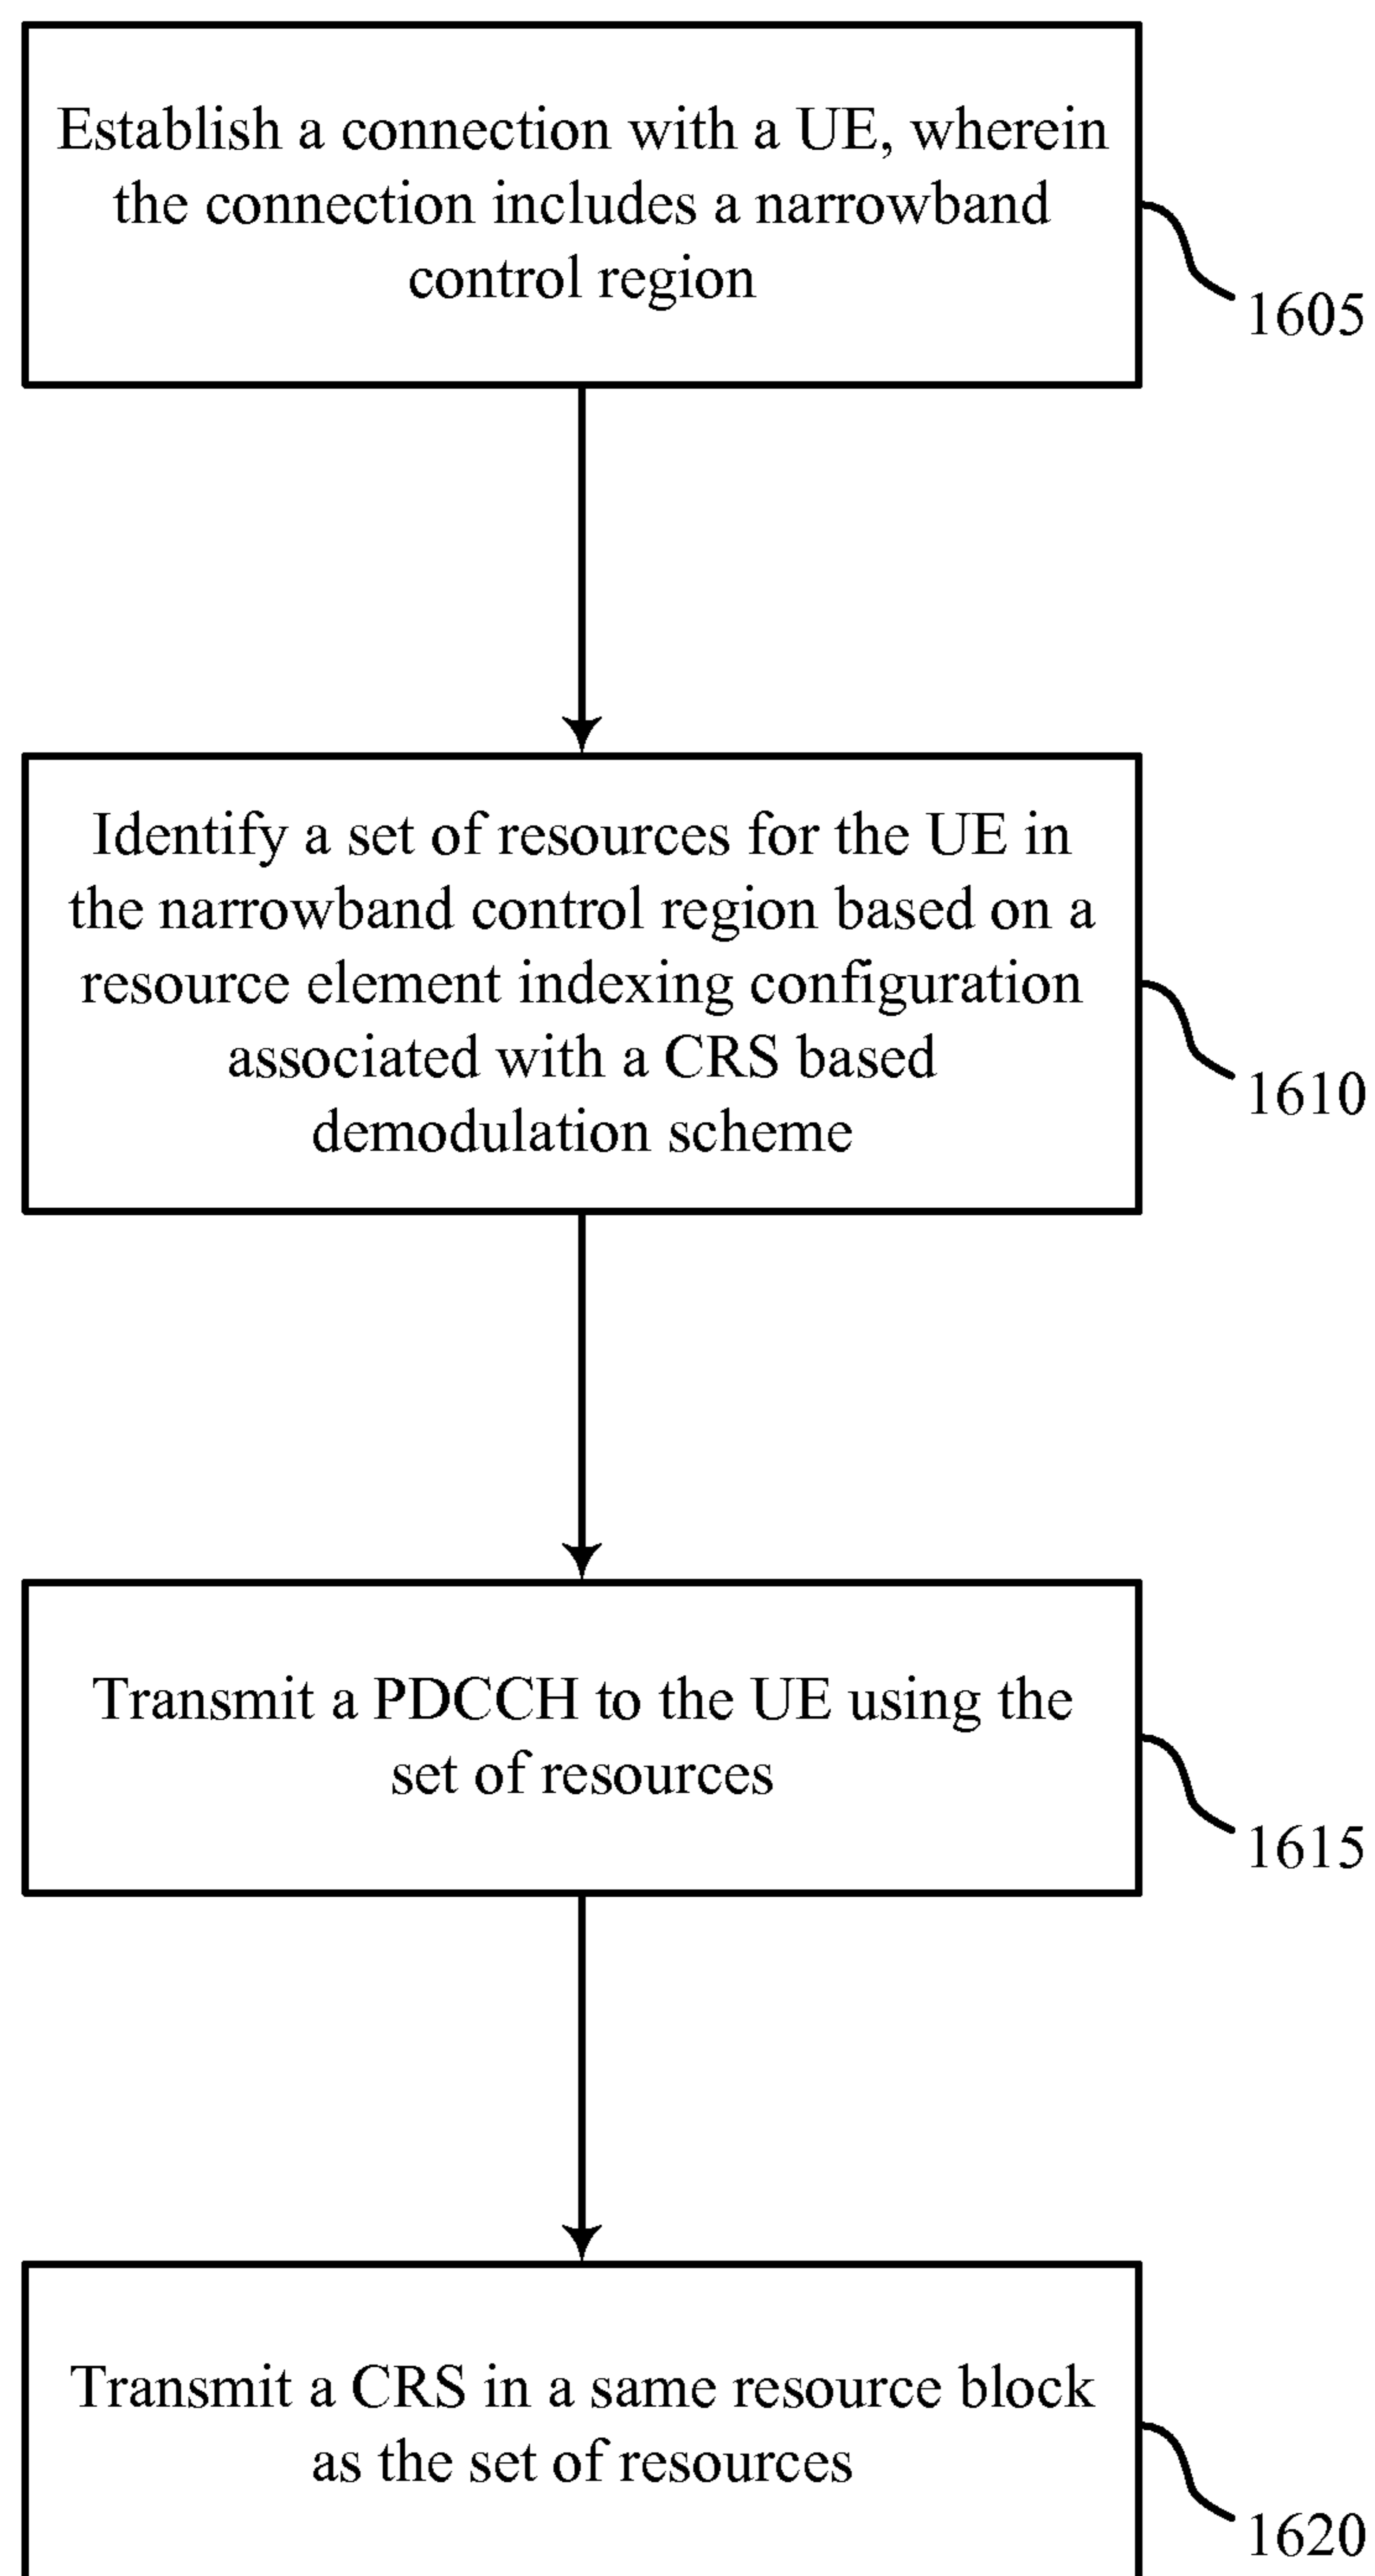 Establish a connection with a UE, wherein
the connection includes a narrowband
control region
1605
Identify a set of resources for the UE in
the narrowband control region based on a
resource element indexing configuration
associated with a CRS based
demodulation scheme
1610
Transmit a PDCCH to the UE using the
set of resources
1615
Transmit a CRS in a same resource block
as the set of resources
1620